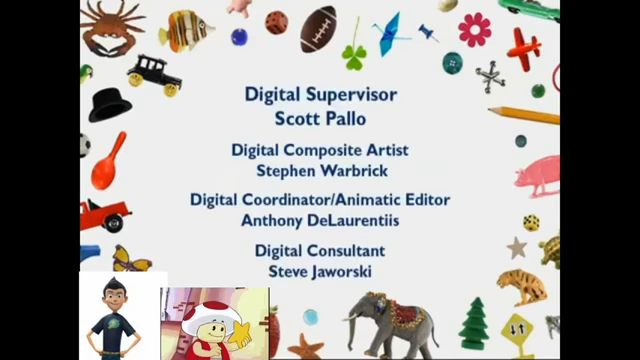 Digital Supervisor
Scott Pallo
Digital Composite Artist
Stephen Warbrick
Digital Coordinator/Animatic Editor
Anthony DeLaurentiis
Digital Consultant
Steve Jaworski